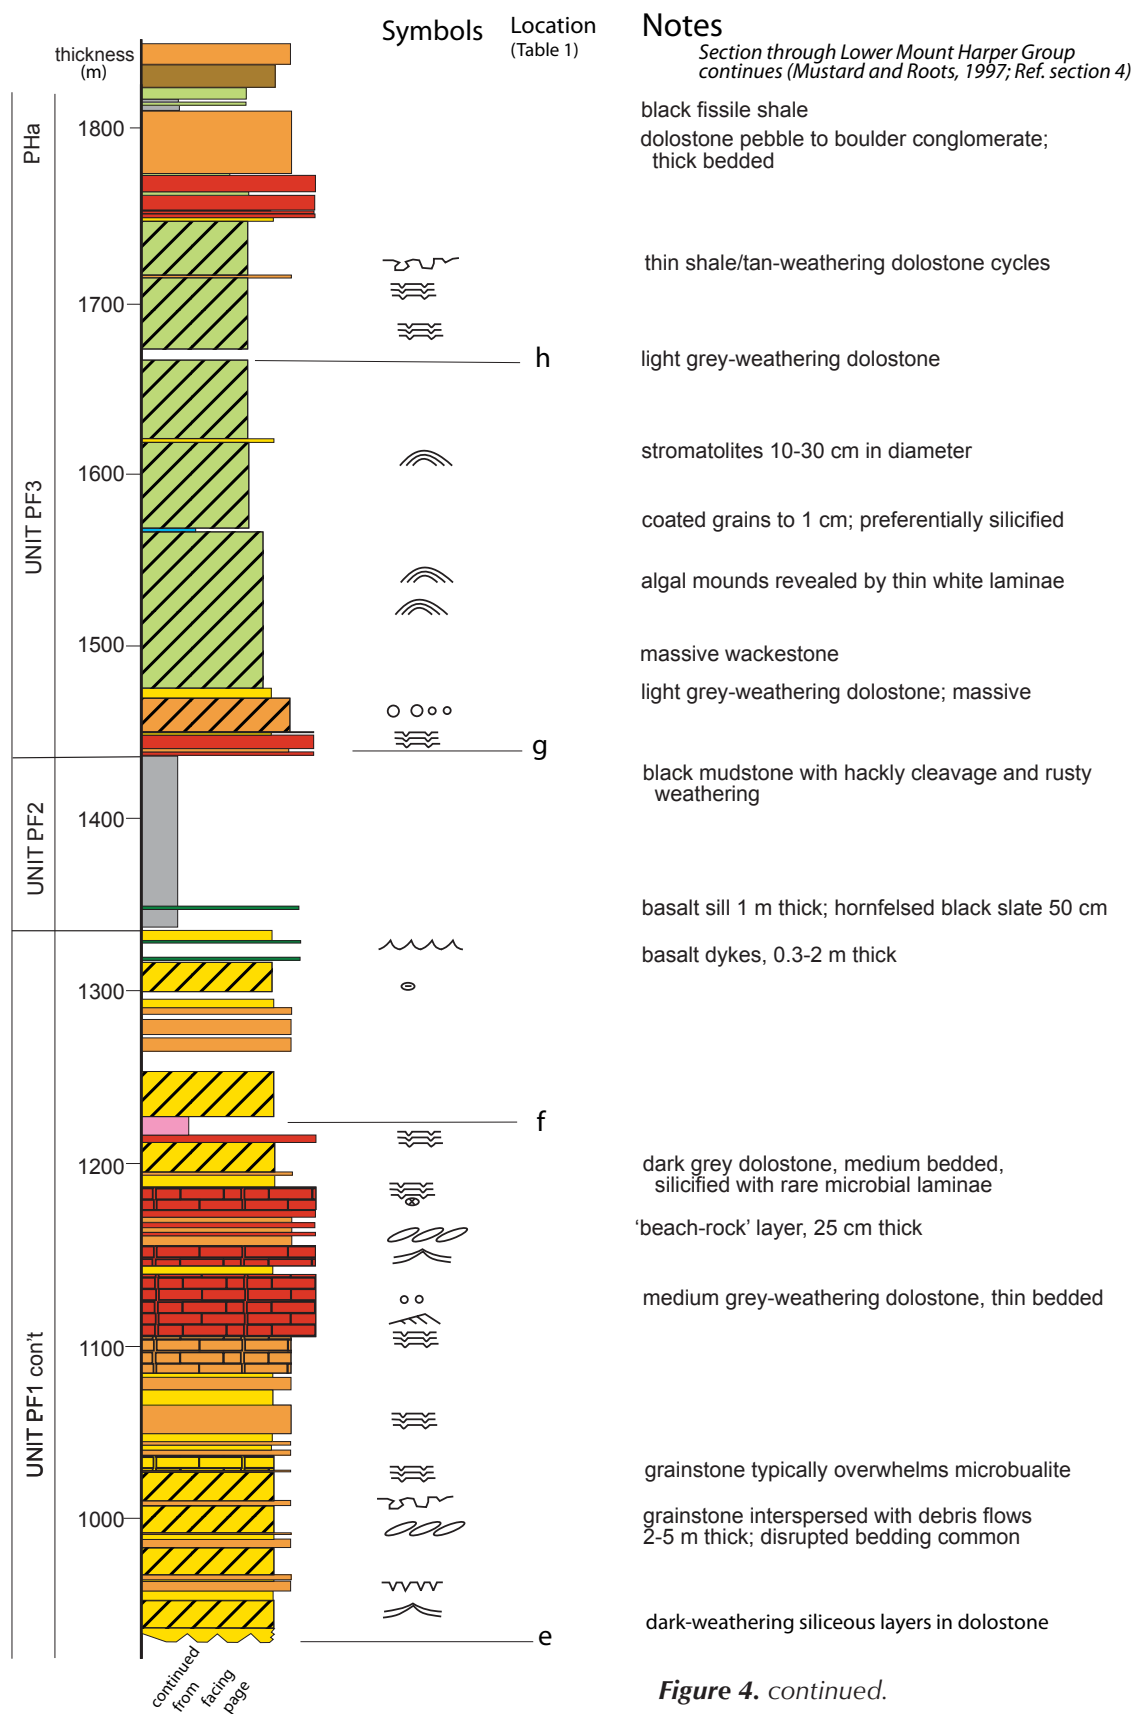 Symbols
Location
(Table 1)
Notes
Section through Lower Mount Harper Group
continues (Mustard and Roots, 1997; Ref. section 4)
thickness
(m)
PHa
UNIT PF3
UNIT PF2
UNIT PF1 con't
1800
1700
1600
1500
1400
1300
1200
1100
1000
h
g
f
e
black fissile shale
dolostone pebble to boulder conglomerate;
thick bedded
thin shale/tan-weathering dolostone cycles
light grey-weathering dolostone
stromatolites 10-30 cm in diameter
coated grains to 1 cm; preferentially silicified
algal mounds revealed by thin white laminae
massive wackestone
light grey-weathering dolostone; massive
black mudstone with hackly cleavage and rusty
weathering
basalt sill 1 m thick; hornfelsed black slate 50 cm
basalt dykes, 0.3-2 m thick
dark grey dolostone, medium bedded,
silicified with rare microbial laminae
‘beach-rock’ layer, 25 cm thick
medium grey-weathering dolostone, thin bedded
grainstone typically overwhelms microbualite
grainstone interspersed with debris flows
2-5 m thick; disrupted bedding common
dark-weathering siliceous layers in dolostone
continued
from
facing
page
Figure 4. continued.